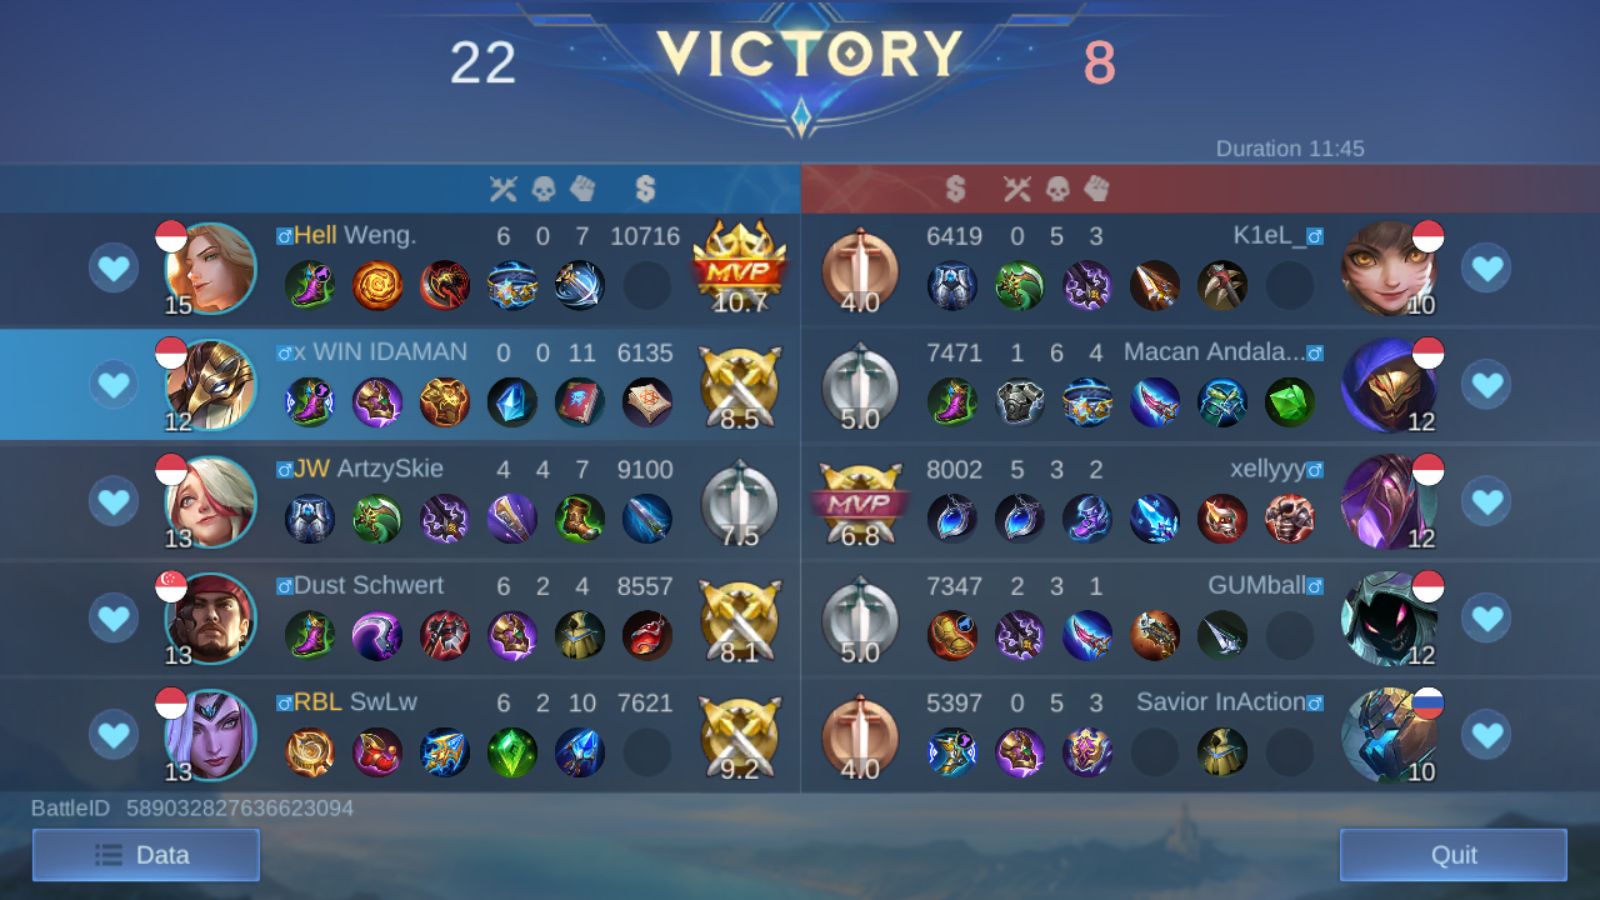 22 VICTORY 8
Duration 11:45
Hell Weng. 6 0 7 10716 MVP 10.7 15
4.0 6419 0 5 3 K1eL_ 10
x WIN IDAMAN 0 0 11 6135 8.5 12
5.0 7471 1 6 4 Macan Andala... 12
JW ArtzySkie 4 4 7 9100 7.5 13
MVP 6.8 8002 5 3 2 xellyyy 12
Dust Schwert 6 2 4 8557 8.1 13
5.0 7347 2 3 1 GUMball 12
RBL SwLw 6 2 10 7621 9.2 13
4.0 5397 0 5 3 Savior InAction 10
BattleID 589032827636623094
Data
Quit